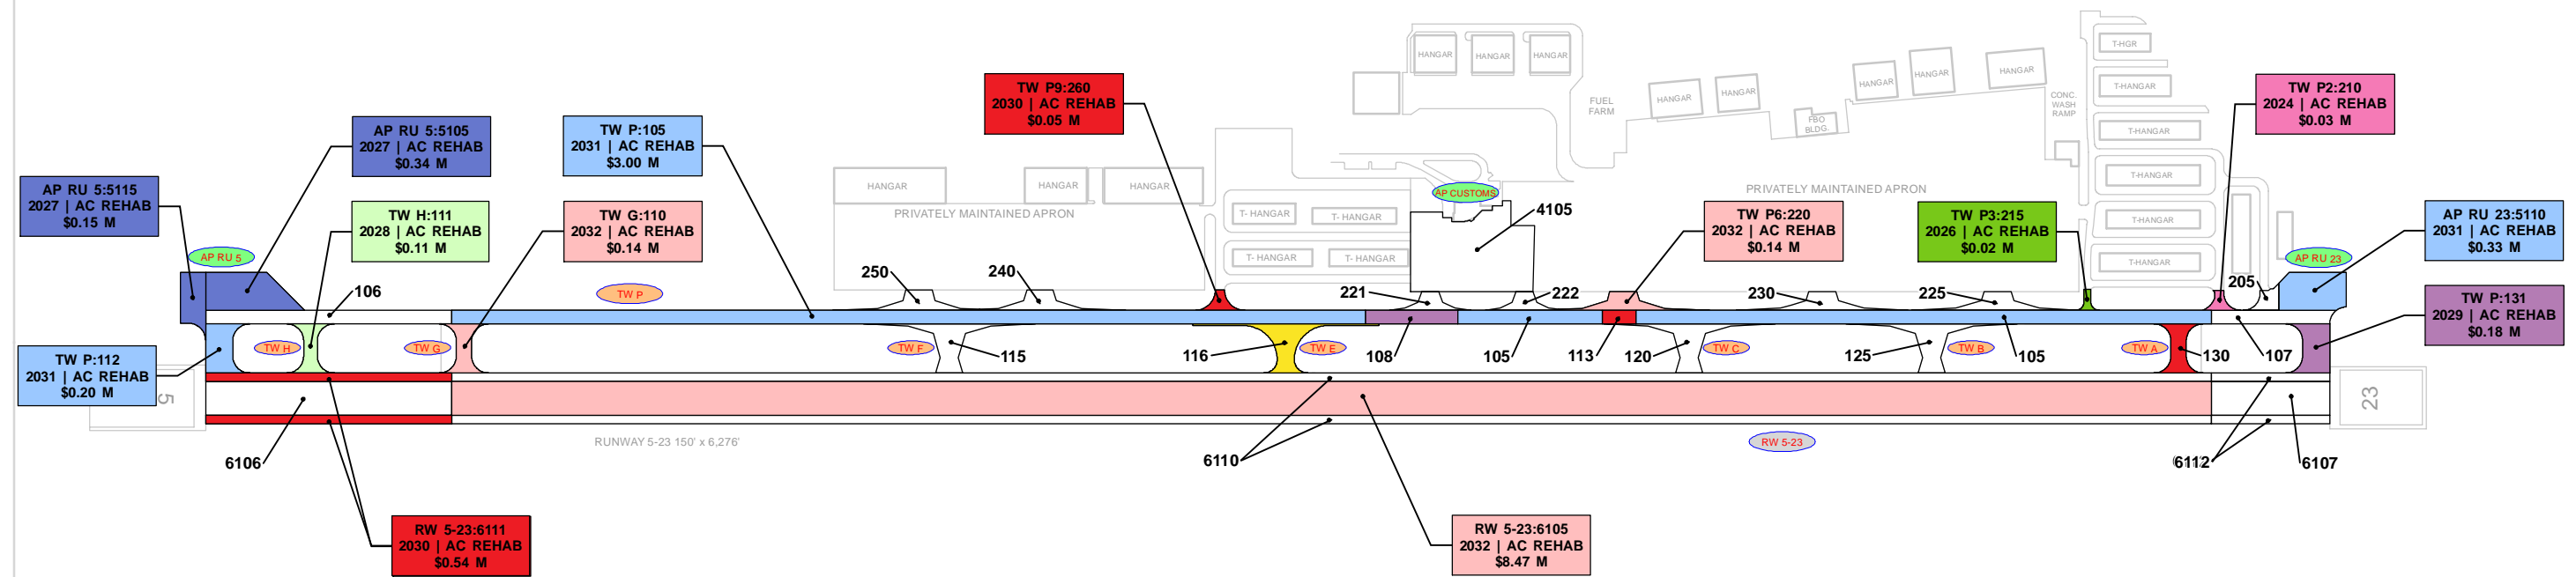 HANGAR
HANGAR
HANGAR
T-HGR
HANGAR
HANGAR
HANGAR
HANGAR
HANGAR
T-HANGAR
FUEL
FARM
CONC.
WASH
RAMP
FBO
BLDG.
T-HANGAR
T-HANGAR
T-HANGAR
T-HANGAR
TW P9:260
2030 | AC REHAB
$0.05 M
TW P2:210
2024 | AC REHAB
$0.03 M
AP RU 5:5105
2027 | AC REHAB
$0.34 M
TW P:105
2031 | AC REHAB
$3.00 M
AP RU 5:5115
2027 | AC REHAB
$0.15 M
TW H:111
2028 | AC REHAB
$0.11 M
TW G:110
2032 | AC REHAB
$0.14 M
HANGAR
HANGAR
HANGAR
PRIVATELY MAINTAINED APRON
T- HANGAR
T- HANGAR
T- HANGAR
T- HANGAR
AP CUSTOMS
4105
PRIVATELY MAINTAINED APRON
TW P6:220
2032 | AC REHAB
$0.14 M
TW P3:215
2026 | AC REHAB
$0.02 M
AP RU 23:5110
2031 | AC REHAB
$0.33 M
AP RU 5
AP RU 23
TW P
106
250
240
221
222
230
225
205
TW P:131
2029 | AC REHAB
$0.18 M
TW P:112
2031 | AC REHAB
$0.20 M
TW H
TW G
TW F
115
116
TW E
108
105
113
120
TW C
125
TW B
105
TW A
130
107
5
23
RUNWAY 5-23 150' x 6,276'
RW 5-23
6106
6110
6112
6107
RW 5-23:6111
2030 | AC REHAB
$0.54 M
RW 5-23:6105
2032 | AC REHAB
$8.47 M